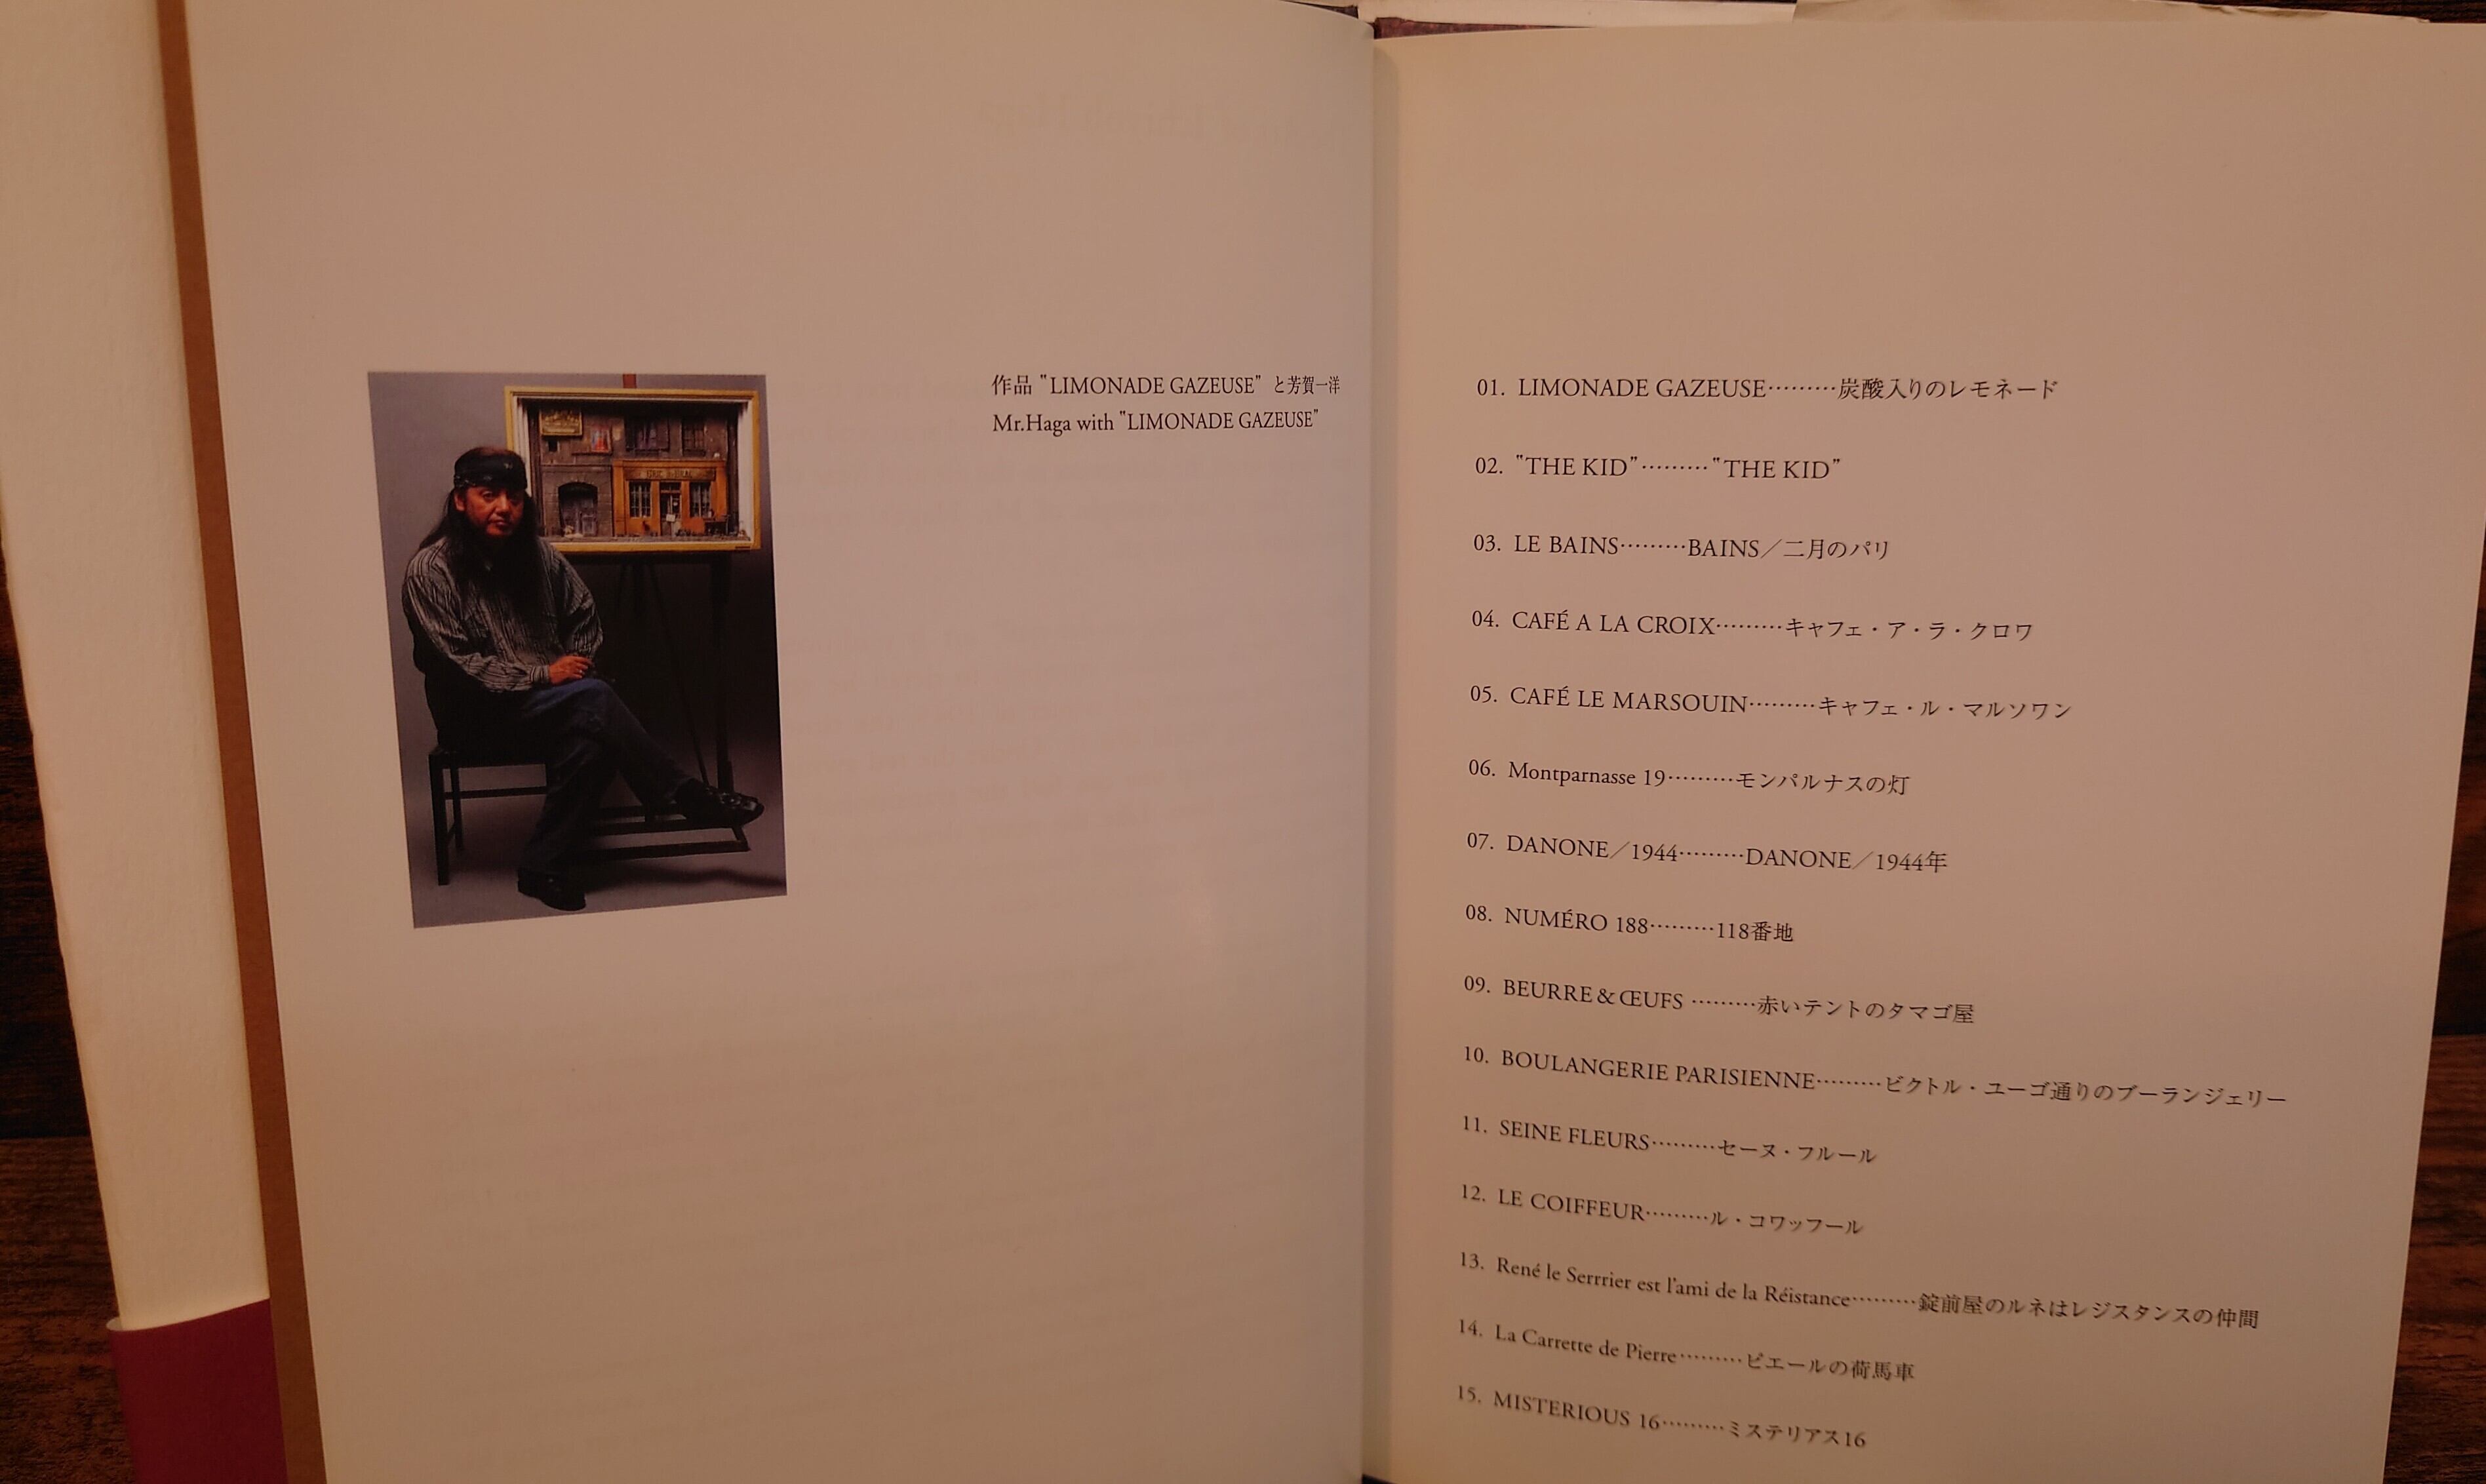 作品 "LIMONADE GAZEUSE" と芳賀一洋
Mr.Haga with "LIMONADE GAZEUSE"
01. LIMONADE GAZEUSE………炭酸入りのレモネード
02. "THE KID"………"THE KID"
03. LE BAINS………BAINS／二月のパリ
04. CAFÉ A LA CROIX………キャフェ・ア・ラ・クロワ
05. CAFÉ LE MARSOUIN………キャフェ・ル・マルソワン
06. Montparnasse 19………モンパルナスの灯
07. DANONE／1944………DANONE／1944年
08. NUMÉRO 188………118番地
09. BEURRE & ŒUFS ………赤いテントのタマゴ屋
10. BOULANGERIE PARISIENNE………ビクトル・ユーゴ通りのブーランジェリー
11. SEINE FLEURS………セーヌ・フルール
12. LE COIFFEUR………ル・コワッフール
13. René le Serrrier est l'ami de la Réistance………錠前屋のルネはレジスタンスの仲間
14. La Carrette de Pierre………ピエールの荷馬車
15. MISTERIOUS 16………ミステリアス16